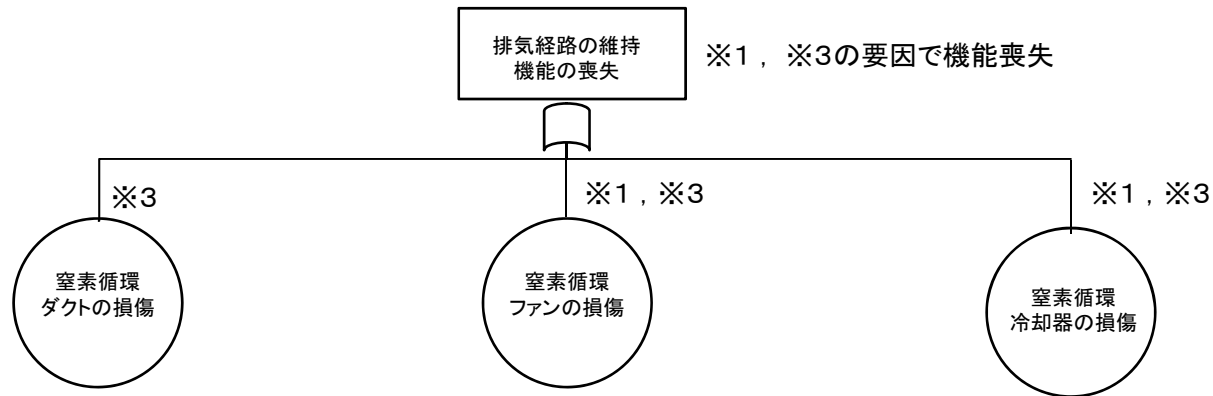 排気経路の維持
機能の喪失
※1，※3の要因で機能喪失
※3
※1，※3
※1，※3
窒素循環
ダクトの損傷
窒素循環
ファンの損傷
窒素循環
冷却器の損傷